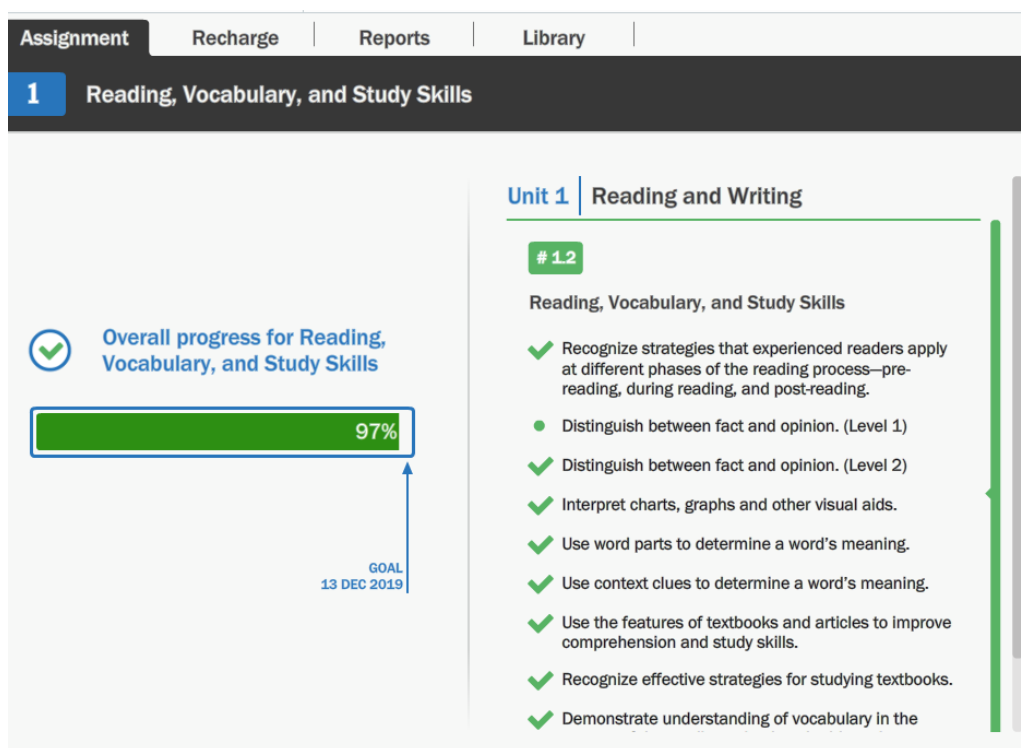 Assignment Recharge Reports Library
1 Reading, Vocabulary, and Study Skills
Overall progress for Reading,
Vocabulary, and Study Skills
97%
GOAL
13 DEC 2019
Unit 1 Reading and Writing
# 1.2
Reading, Vocabulary, and Study Skills
Recognize strategies that experienced readers apply
at different phases of the reading process—pre-
reading, during reading, and post-reading.
Distinguish between fact and opinion. (Level 1)
Distinguish between fact and opinion. (Level 2)
Interpret charts, graphs and other visual aids.
Use word parts to determine a word’s meaning.
Use context clues to determine a word’s meaning.
Use the features of textbooks and articles to improve
comprehension and study skills.
Recognize effective strategies for studying textbooks.
Demonstrate understanding of vocabulary in the